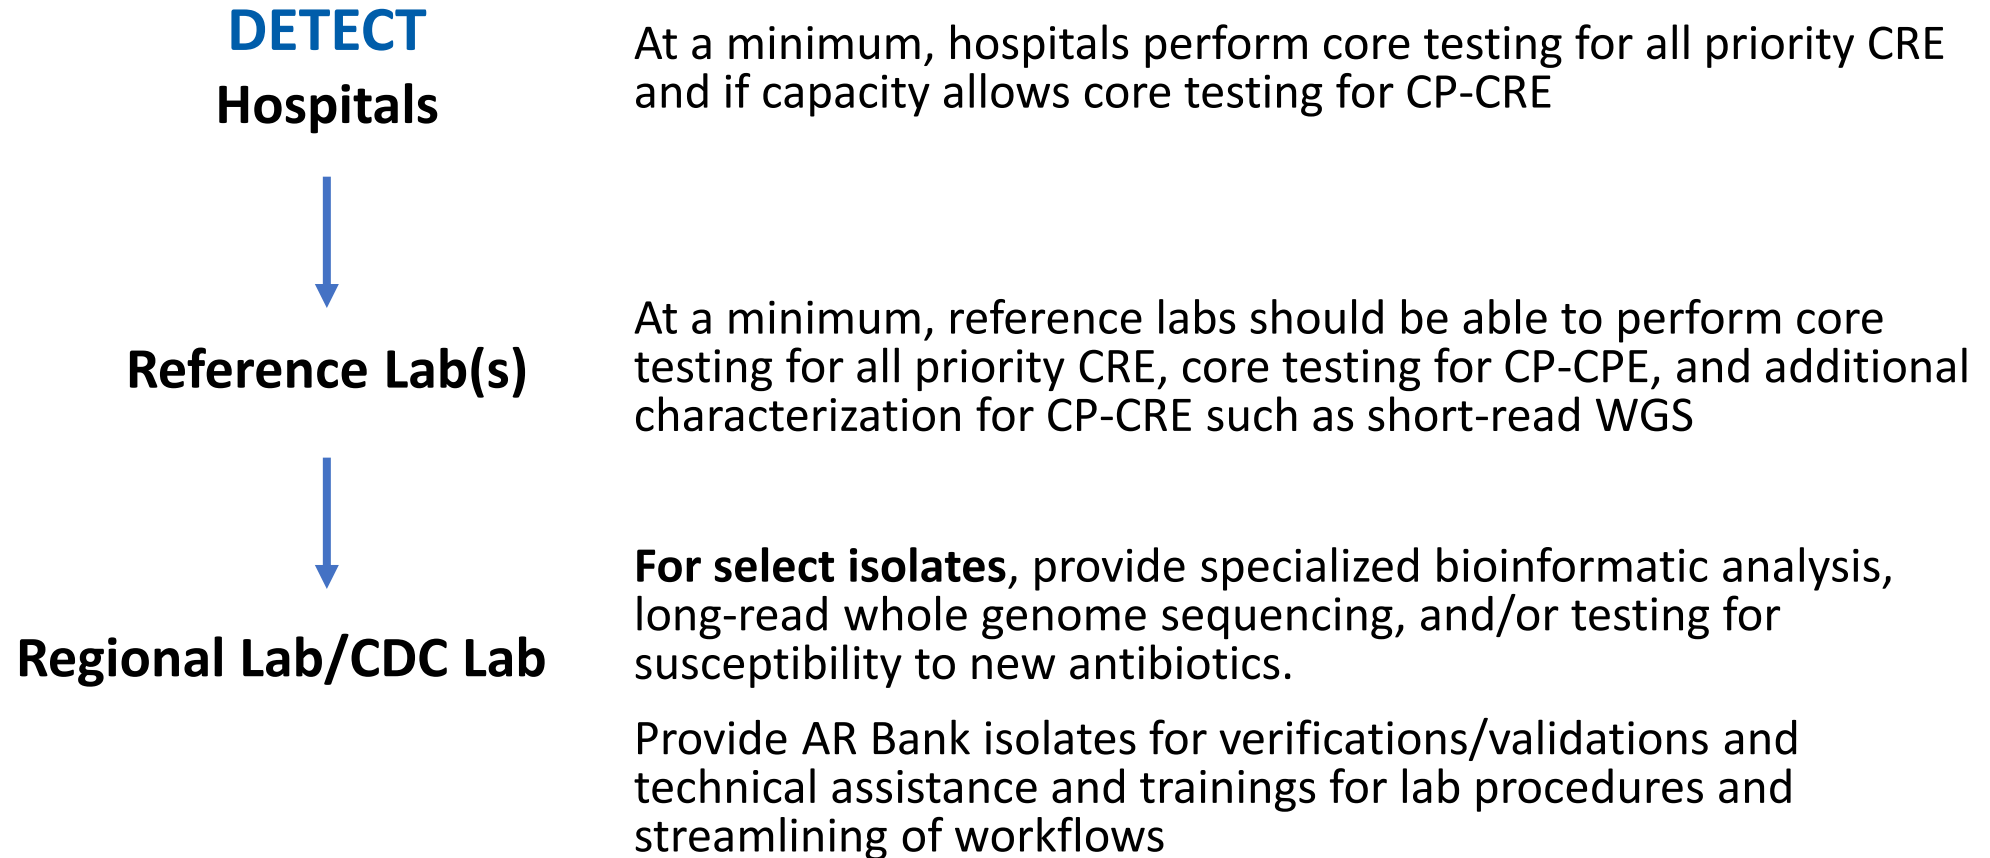 DETECT
Hospitals
At a minimum, hospitals perform core testing for all priority CRE
and if capacity allows core testing for CP-CRE
Reference Lab(s)
At a minimum, reference labs should be able to perform core
testing for all priority CRE, core testing for CP-CPE, and additional
characterization for CP-CRE such as short-read WGS
Regional Lab/CDC Lab
For select isolates, provide specialized bioinformatic analysis,
long-read whole genome sequencing, and/or testing for
susceptibility to new antibiotics.
Provide AR Bank isolates for verifications/validations and
technical assistance and trainings for lab procedures and
streamlining of workflows